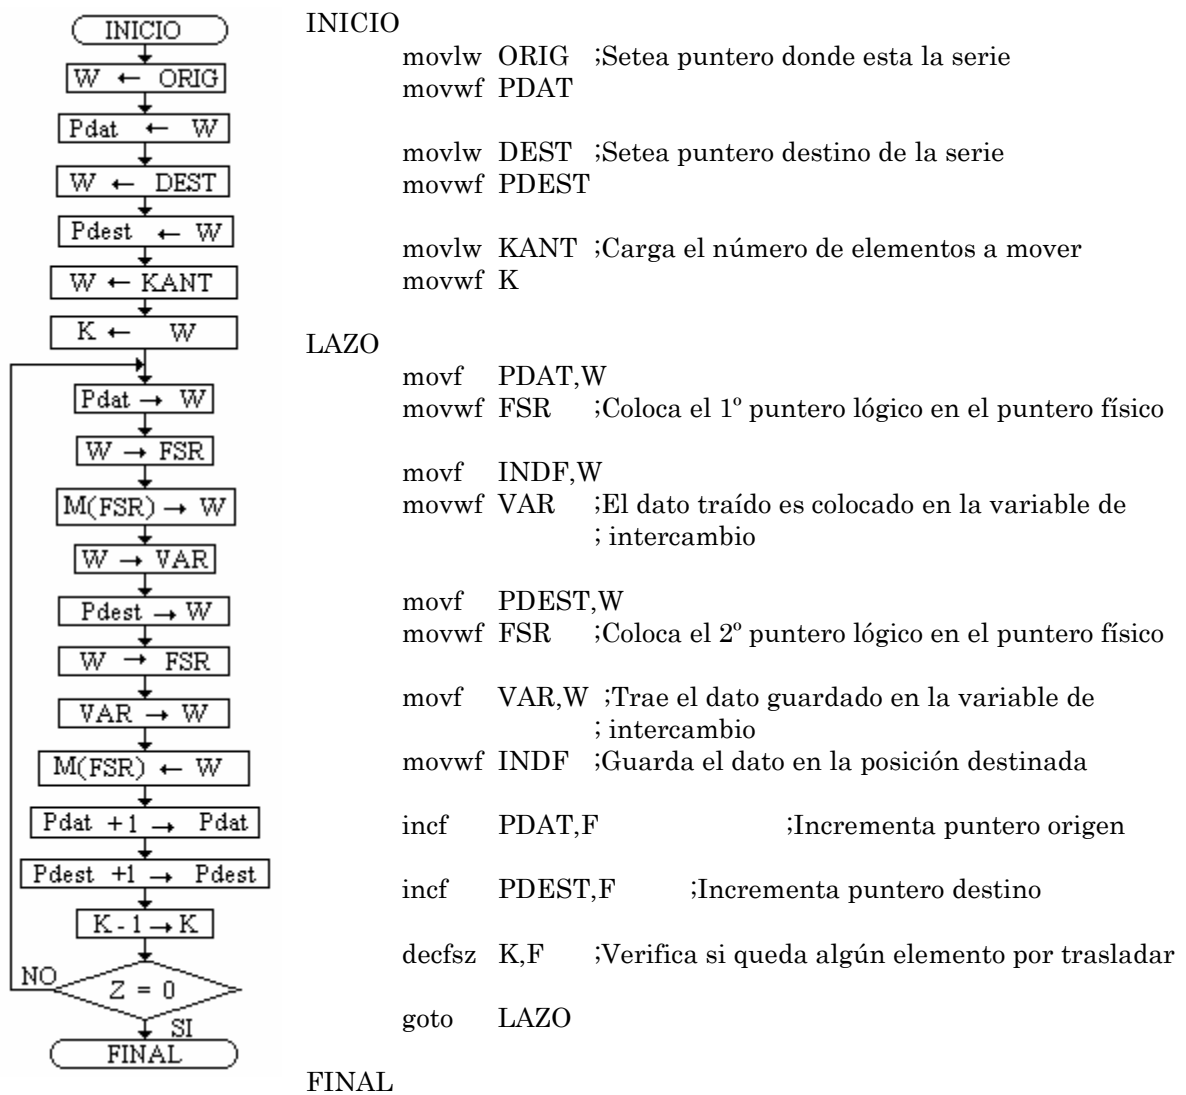 INICIO
W ← ORIG
Pdat ← W
W ← DEST
Pdest ← W
W ← KANT
K ← W
Pdat → W
W → FSR
M(FSR) → W
W → VAR
Pdest → W
W → FSR
VAR → W
M(FSR) ← W
Pdat +1 → Pdat
Pdest +1 → Pdest
K - 1 → K
NO
Z = 0
SI
FINAL
INICIO
movlw ORIG ;Setea puntero donde esta la serie
movwf PDAT
movlw DEST ;Setea puntero destino de la serie
movwf PDEST
movlw KANT ;Carga el número de elementos a mover
movwf K
LAZO
movf PDAT,W
movwf FSR ;Coloca el 1º puntero lógico en el puntero físico
movf INDF,W
movwf VAR ;El dato traído es colocado en la variable de
; intercambio
movf PDEST,W
movwf FSR ;Coloca el 2º puntero lógico en el puntero físico
movf VAR,W ;Trae el dato guardado en la variable de
; intercambio
movwf INDF ;Guarda el dato en la posición destinada
incf PDAT,F ;Incrementa puntero origen
incf PDEST,F ;Incrementa puntero destino
decfsz K,F ;Verifica si queda algún elemento por trasladar
goto LAZO
FINAL